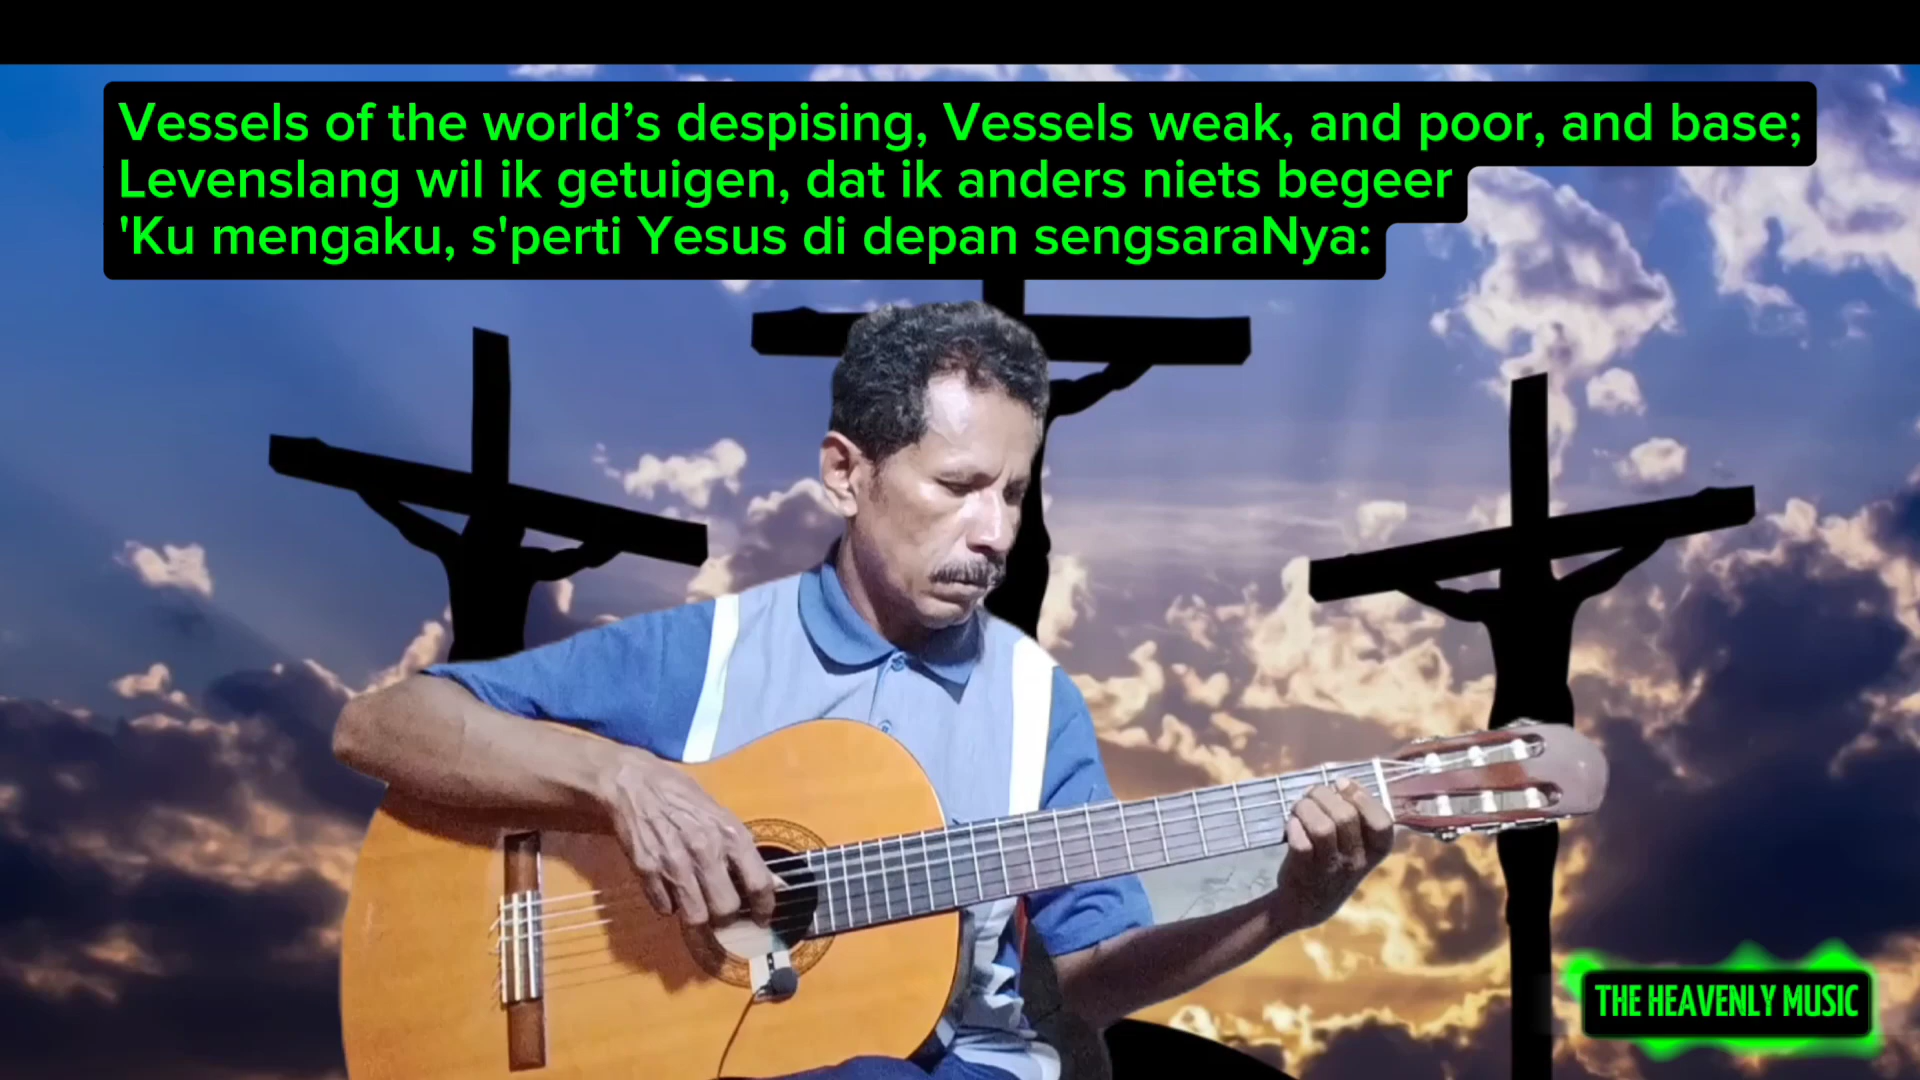 Vessels of the world’s despising, Vessels weak, and poor, and base;
Levenslang wil ik getuigen, dat ik anders niets begeer
'Ku mengaku, s'perti Yesus di depan sengsaraNya:
THE HEAVENLY MUSIC